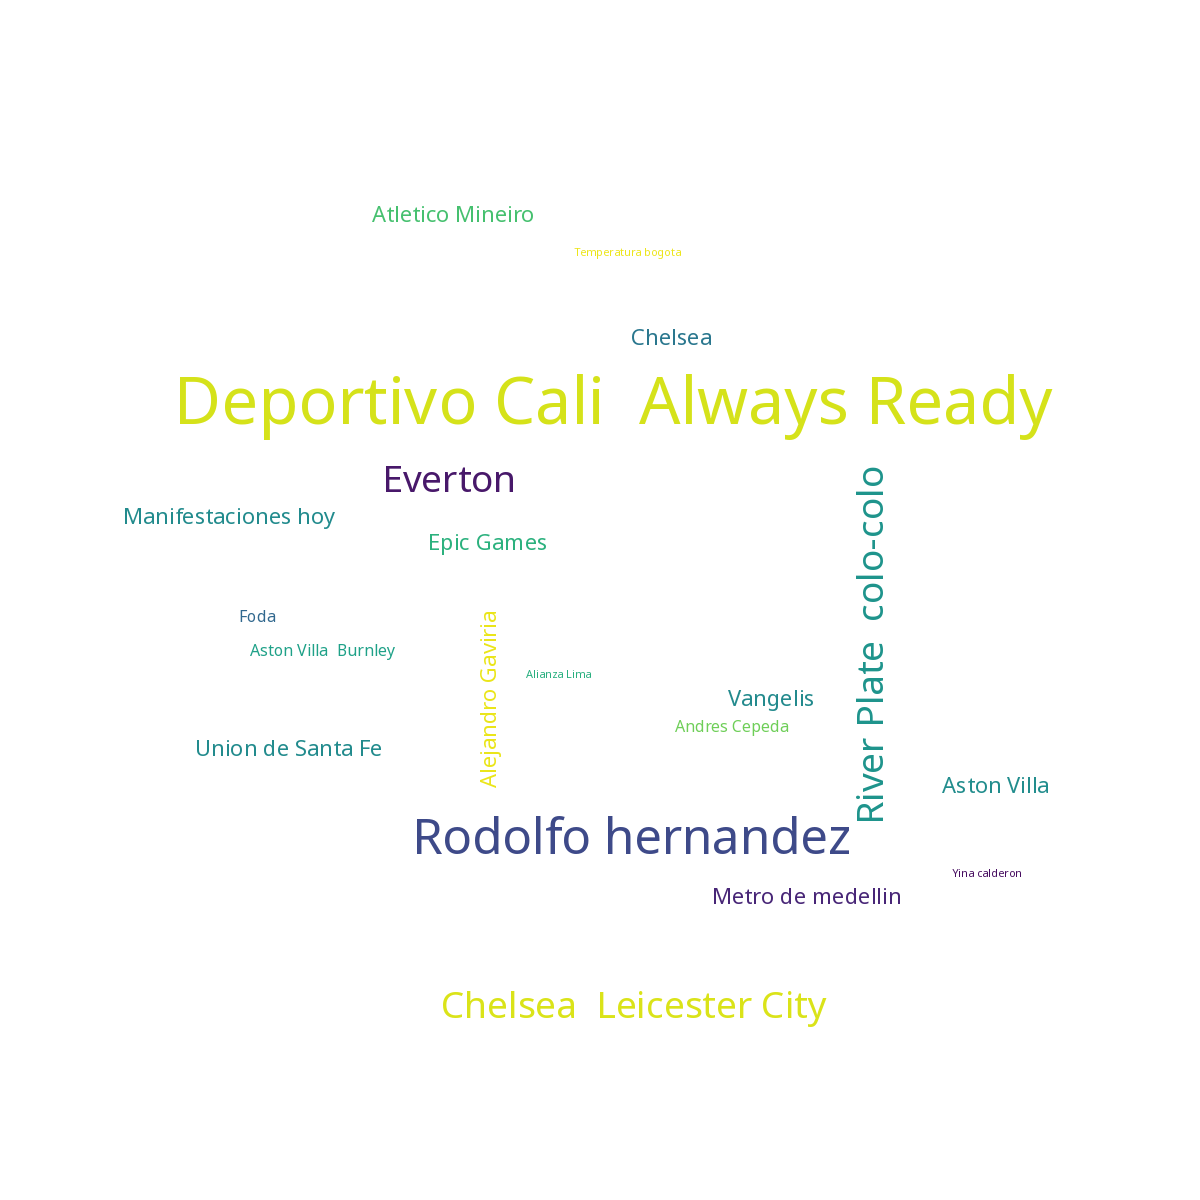 Atletico Mineiro
Temperatura bogota
Chelsea
Deportivo Cali  Always Ready
Everton
River Plate  colo-colo
Manifestaciones hoy
Epic Games
Foda
Alejandro Gaviria
Aston Villa  Burnley
Alianza Lima
Vangelis
Andres Cepeda
Union de Santa Fe
Aston Villa
Rodolfo hernandez
Yina calderon
Metro de medellin
Chelsea  Leicester City